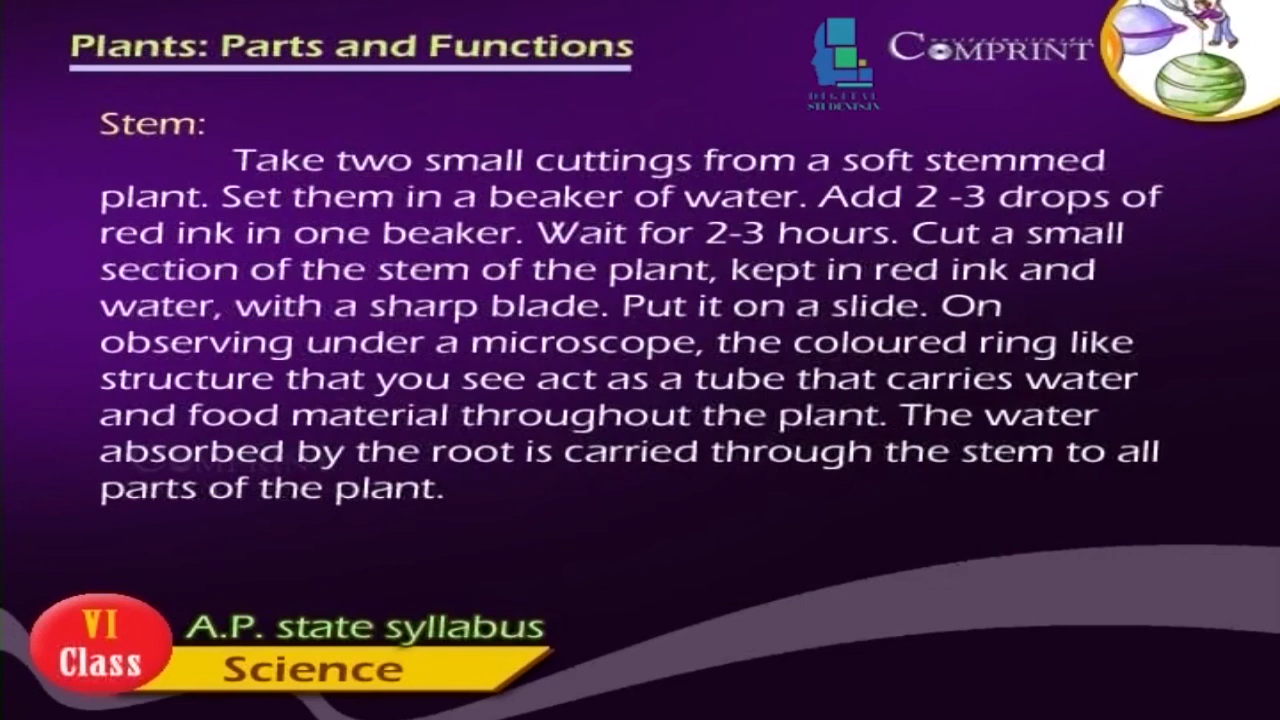 Plants: Parts and Functions
COMPRINT
DIGITAL
STUDENTS.IN
Stem:
Take two small cuttings from a soft stemmed
plant. Set them in a beaker of water. Add 2 -3 drops of
red ink in one beaker. Wait for 2-3 hours. Cut a small
section of the stem of the plant, kept in red ink and
water, with a sharp blade. Put it on a slide. On
observing under a microscope, the coloured ring like
structure that you see act as a tube that carries water
and food material throughout the plant. The water
absorbed by the root is carried through the stem to all
parts of the plant.
VI
Class
A.P. state syllabus
Science